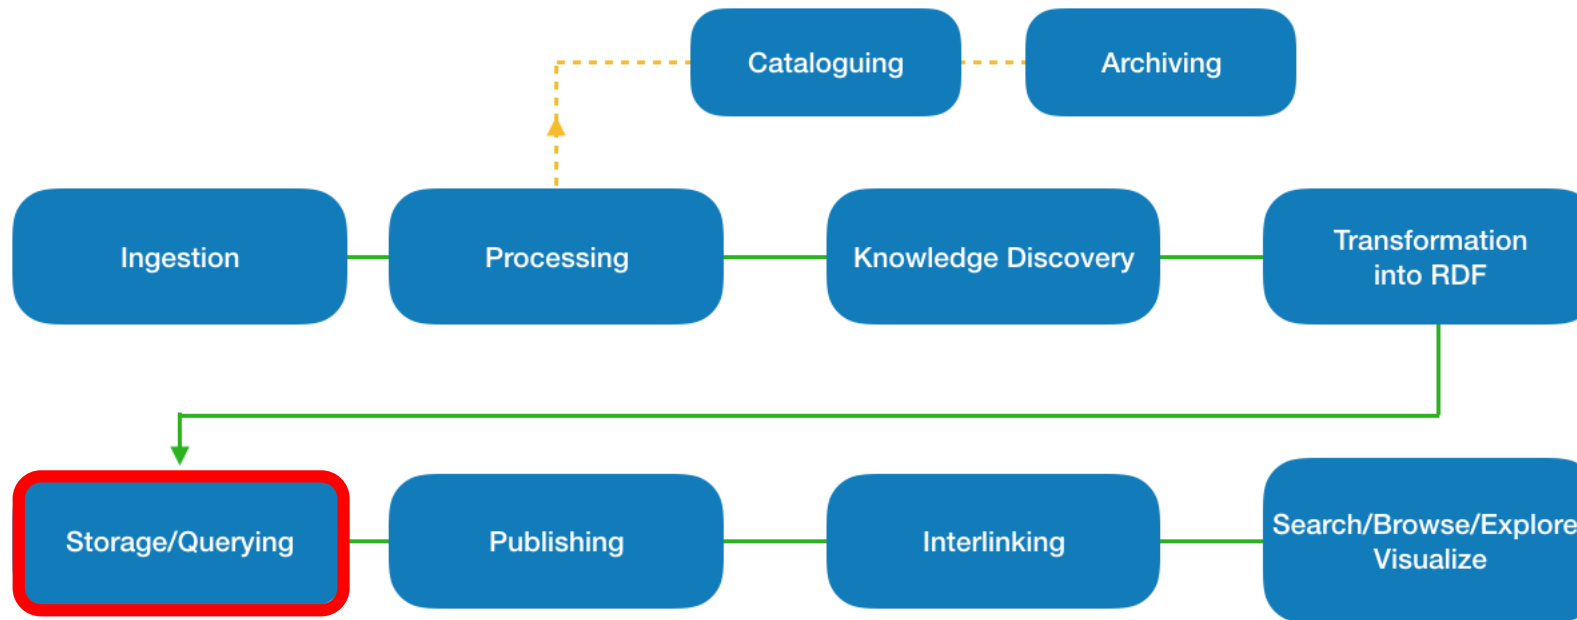 Cataloguing
Archiving
Ingestion
Processing
Knowledge Discovery
Transformation
into RDF
Storage/Querying
Publishing
Interlinking
Search/Browse/Explore
Visualize